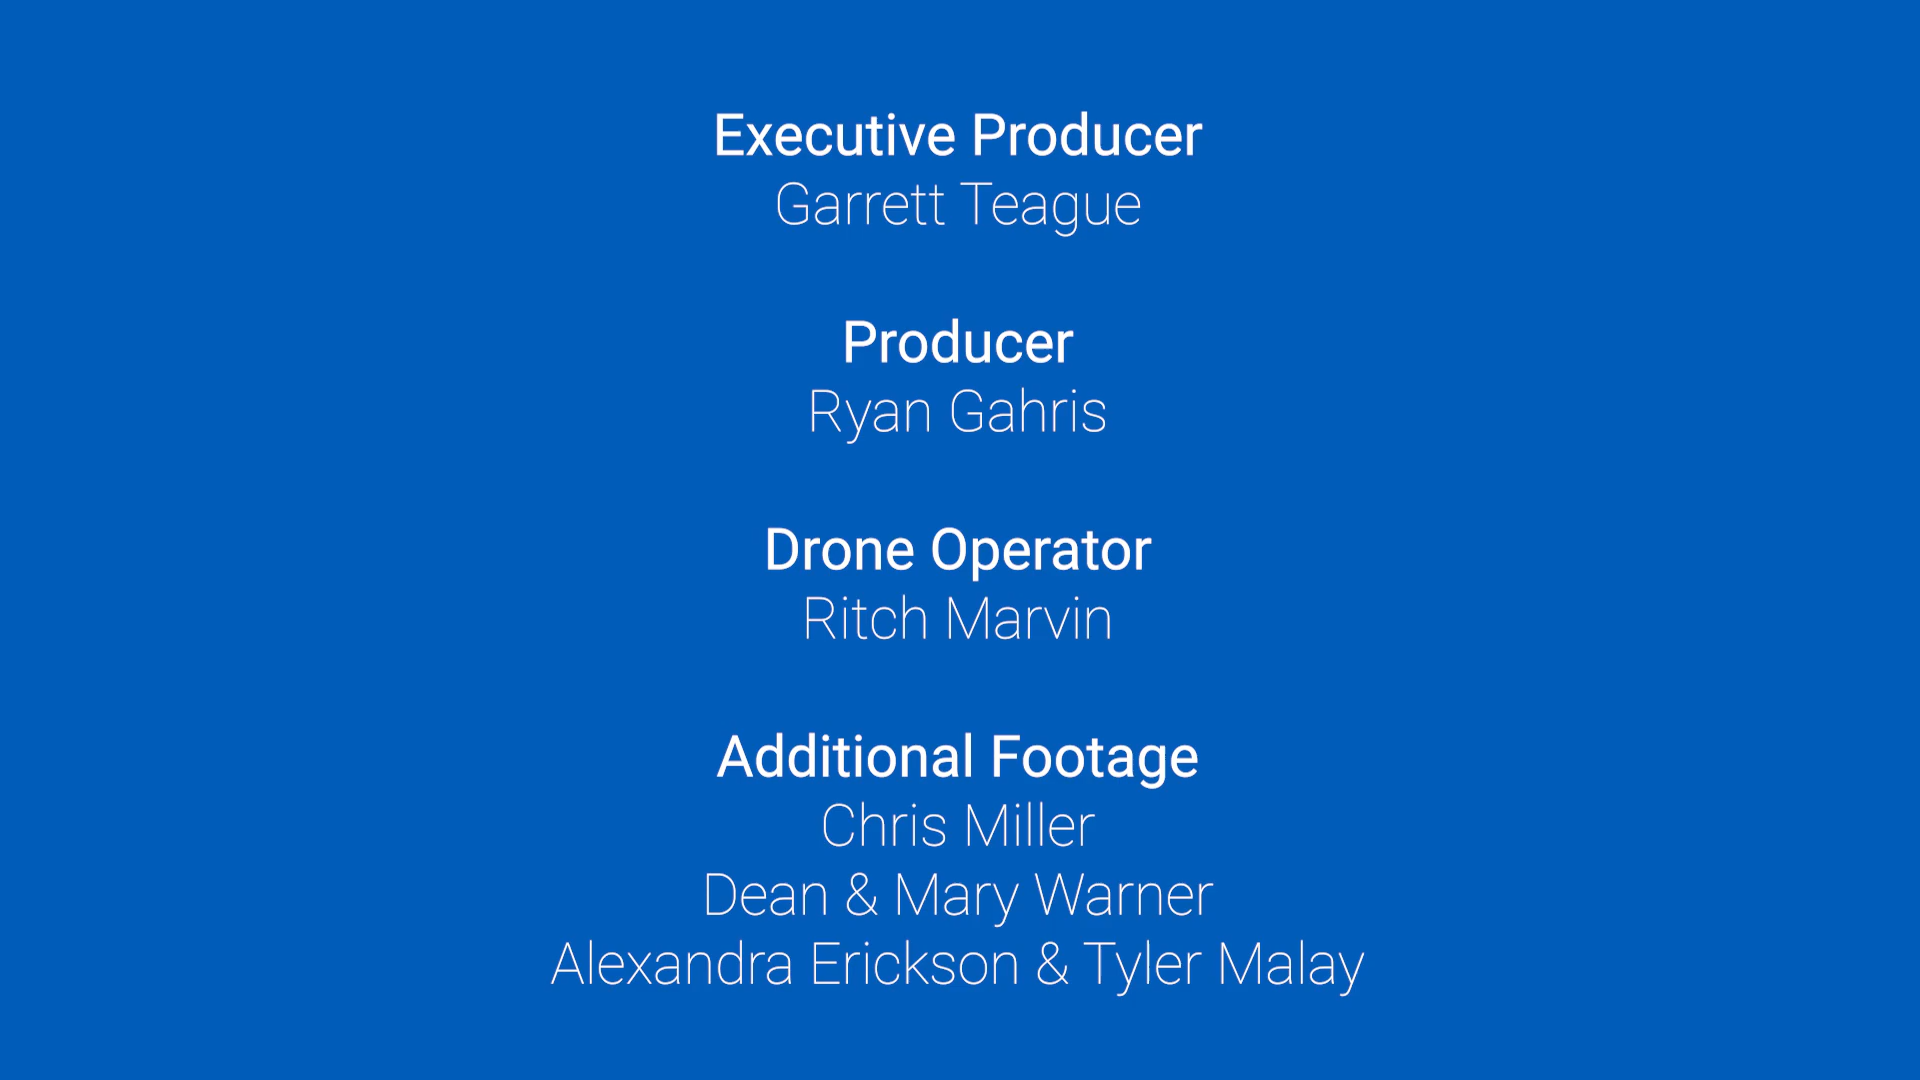 Executive Producer
Garrett Teague
Producer
Ryan Gahris
Drone Operator
Ritch Marvin
Additional Footage
Chris Miller
Dean & Mary Warner
Alexandra Erickson & Tyler Malay